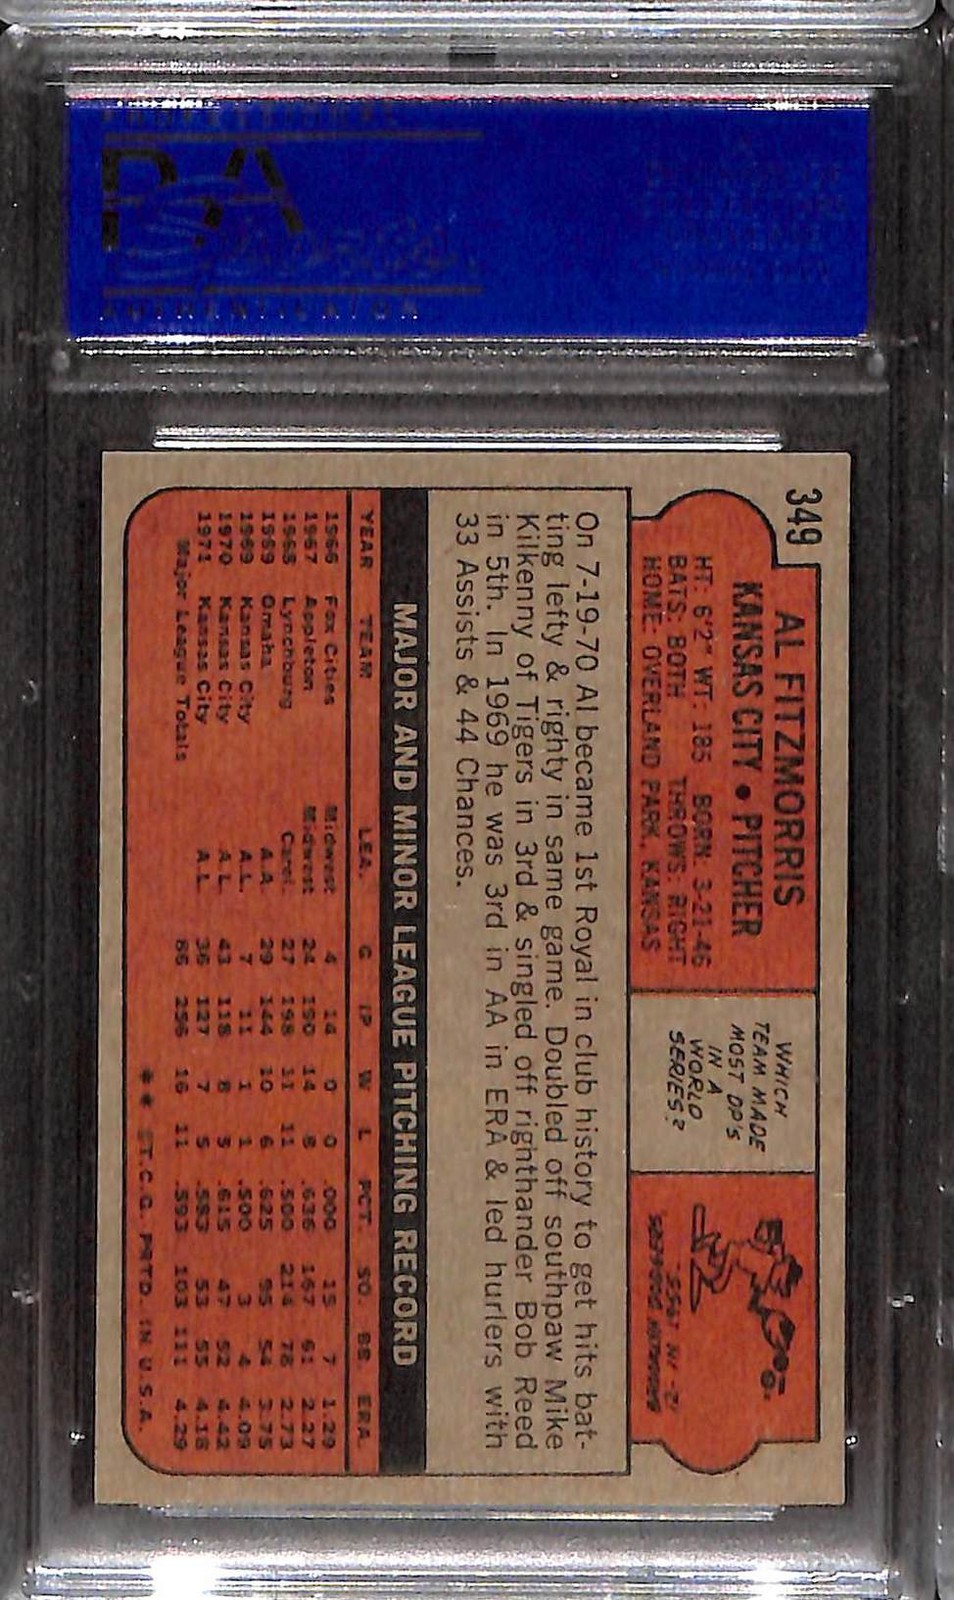 349
AL FITZMORRIS
KANSAS CITY • PITCHER
HT: 6'2" WT: 185 BORN: 3-21-46
BATS: BOTH THROWS: RIGHT
HOME: OVERLAND PARK, KANSAS
WHICH
TEAM MADE
MOST DP'S
IN A
WORLD
SERIES?
On 7-19-70 Al became 1st Royal in club history to get hits bat-
ting lefty & righty in same game. Doubled off southpaw Mike
Kilkenny of Tigers in 3rd & singled off righthander Bob Reed
in 5th. In 1969 he was 3rd in AA in ERA & led hurlers with
33 Assists & 44 Chances.
MAJOR AND MINOR LEAGUE PITCHING RECORD
YEAR TEAM LEA. G IP W L PCT. SO. BB. ERA.
1966 Fox Cities Midwest 4 14 0 0 .000 15 7 1.29
1967 Appleton Midwest 24 150 14 8 .636 167 61 2.27
1968 Lynchburg Carol. 27 198 11 11 .500 214 78 2.73
1969 Omaha A.A. 29 144 10 6 .625 95 54 3.75
1969 Kansas City A.L. 7 11 1 1 .500 3 4 4.09
1970 Kansas City A.L. 43 118 8 5 .615 47 52 4.42
1971 Kansas City A.L. 36 127 7 5 .583 53 55 4.18
Major League Totals 86 256 16 11 .593 103 111 4.29
** T.C.G. PRTD. IN U.S.A.